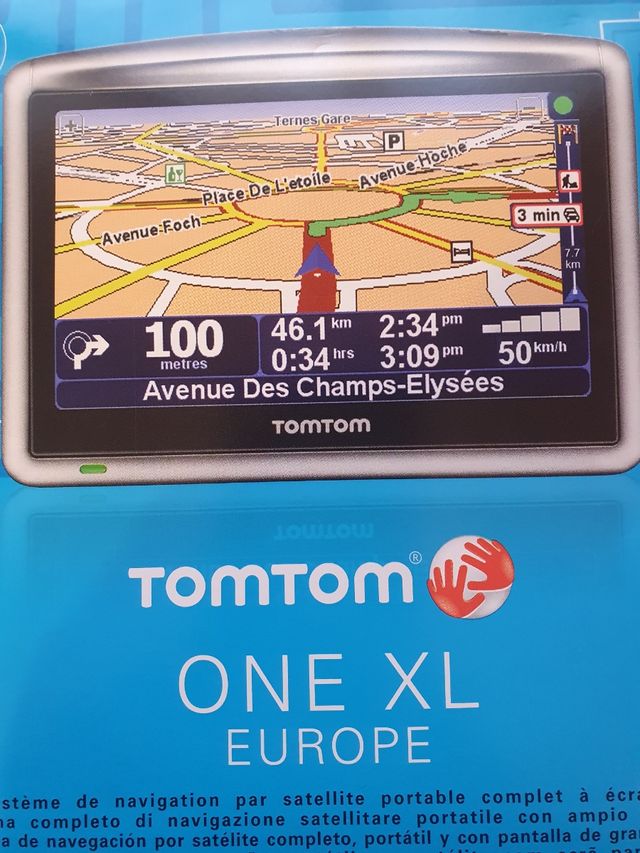 Ternes Gare
P
Avenue Hoche
Place De L'etoile
Avenue Foch
3 min
7.7
km
100
metres
46.1 km
2:34 pm
0:34 hrs
3:09 pm
50 km/h
Avenue Des Champs-Elysées
TOMTOM
TOMTOM
TOMTOM®
ONE XL
EUROPE
stème de navigation par satellite portable complet à écra
na completo di navigazione satellitare portatile con ampio
a de navegación por satélite completo, portátil y con pantalla de gran